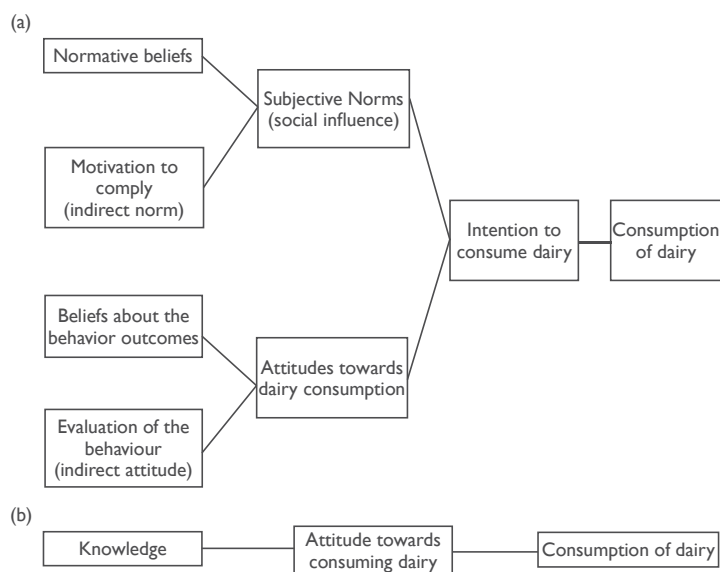 (a)
Normative beliefs
Subjective Norms
(social influence)
Motivation to
comply
(indirect norm)
Intention to
consume dairy
Consumption
of dairy
Beliefs about the
behavior outcomes
Attitudes towards
dairy consumption
Evaluation of the
behaviour
(indirect attitude)
(b)
Knowledge
Attitude towards
consuming dairy
Consumption of dairy